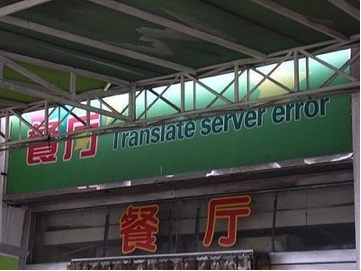 餐厅 Translate server error
餐厅